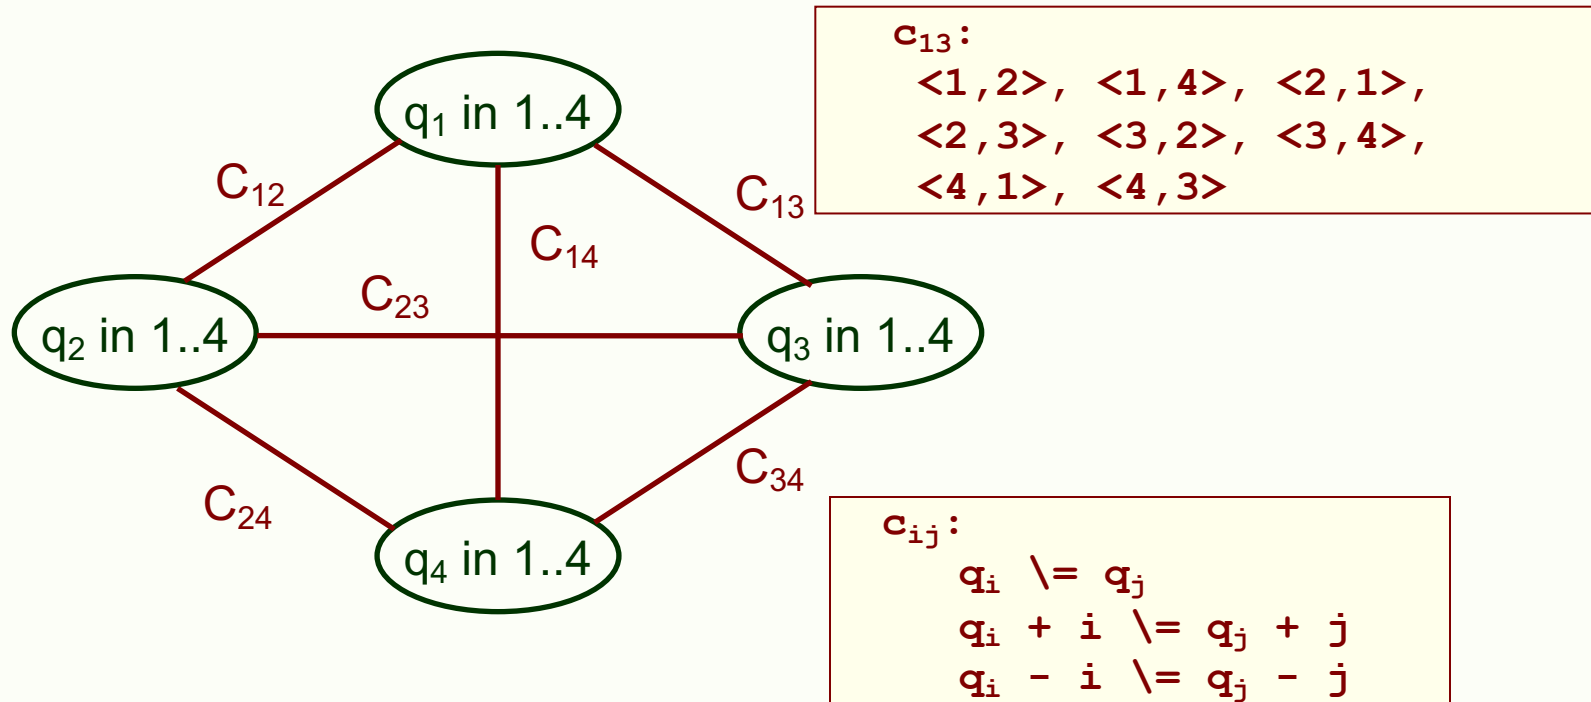 q₁ in 1..4
C₁₂
C₁₃
C₁₄
C₂₃
q₂ in 1..4
q₃ in 1..4
C₂₄
C₃₄
q₄ in 1..4
c₁₃:
<1,2>, <1,4>, <2,1>,
<2,3>, <3,2>, <3,4>,
<4,1>, <4,3>
cᵢⱼ:
qᵢ \= qⱼ
qᵢ + i \= qⱼ + j
qᵢ - i \= qⱼ - j